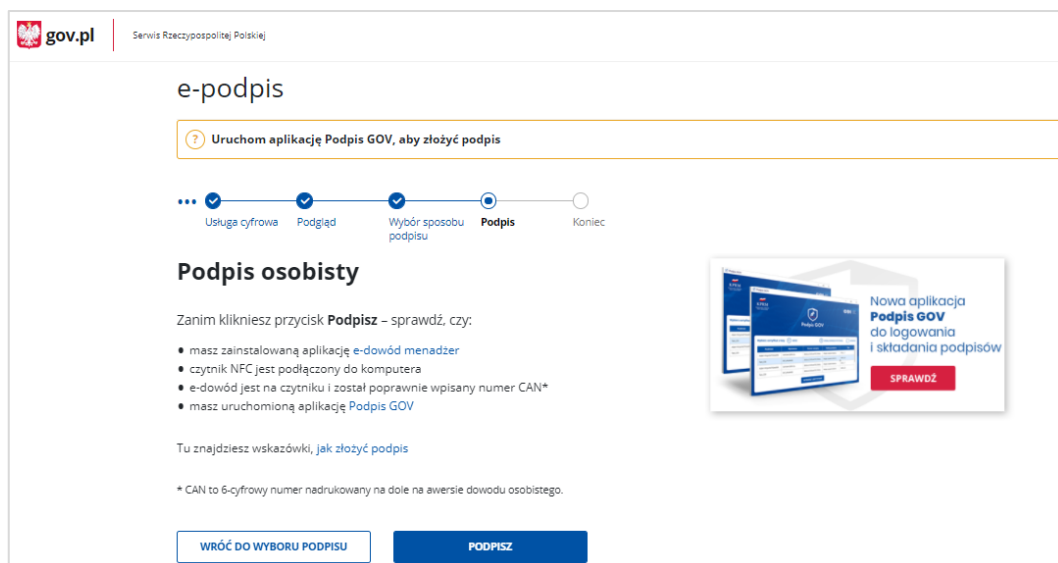 gov.pl
Serwis Rzeczypospolitej Polskiej
e-podpis
? Uruchom aplikację Podpis GOV, aby złożyć podpis
Usługa cyfrowa
Podgląd
Wybór sposobu
podpisu
Podpis
Koniec
Podpis osobisty
Zanim klikniesz przycisk Podpisz – sprawdź, czy:
• masz zainstalowaną aplikację e-dowód menadżer
• czytnik NFC jest podłączony do komputera
• e-dowód jest na czytniku i został poprawnie wpisany numer CAN*
• masz uruchomioną aplikację Podpis GOV
Tu znajdziesz wskazówki, jak złożyć podpis
* CAN to 6-cyfrowy numer nadrukowany na dole na awersie dowodu osobistego.
WRÓĆ DO WYBORU PODPISU
PODPISZ
Podpis GOV
Nowa aplikacja
Podpis GOV
do logowania
i składania podpisów
SPRAWDŹ